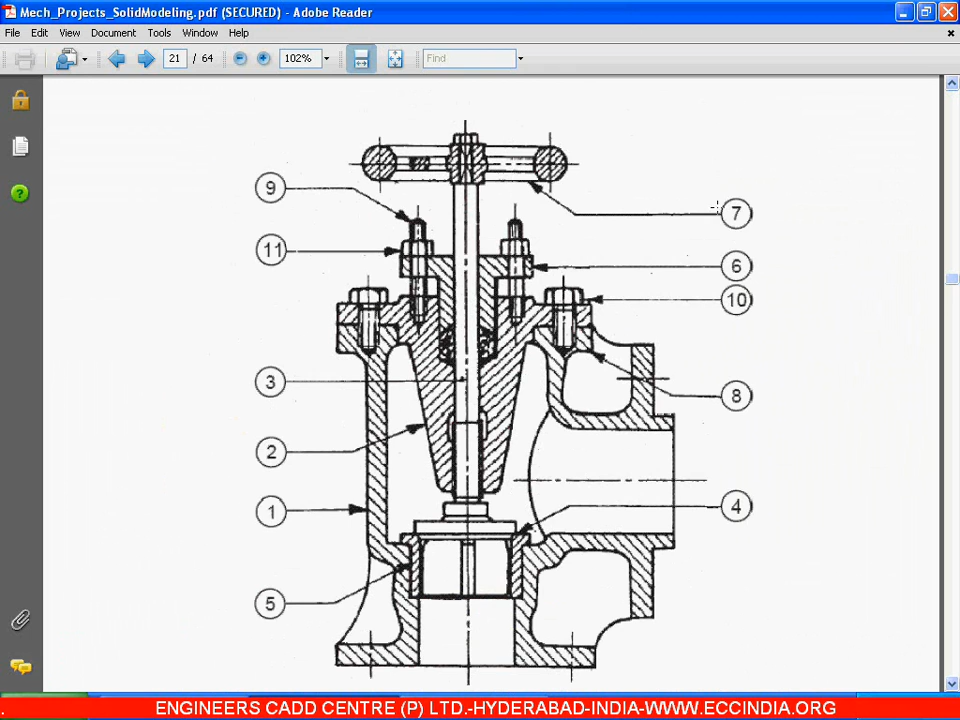 Mech_Projects_SolidModeling.pdf (SECURED) - Adobe Reader
File Edit View Document Tools Window Help
21 / 64 102% Find
9
7
11
6
10
3
8
2
1
4
5
ENGINEERS CADD CENTRE (P) LTD.-HYDERABAD-INDIA-WWW.ECCINDIA.ORG